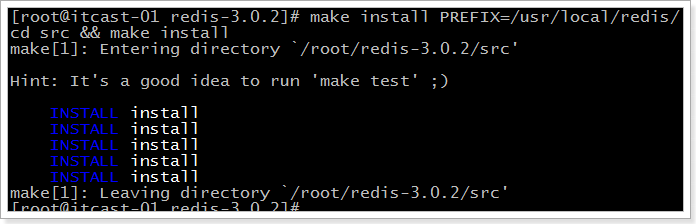 [root@itcast-01 redis-3.0.2]# make install PREFIX=/usr/local/redis/
cd src && make install
make[1]: Entering directory `/root/redis-3.0.2/src'
Hint: It's a good idea to run 'make test' ;)
INSTALL install
INSTALL install
INSTALL install
INSTALL install
INSTALL install
make[1]: Leaving directory `/root/redis-3.0.2/src'
[root@itcast-01 redis-3.0.2]#